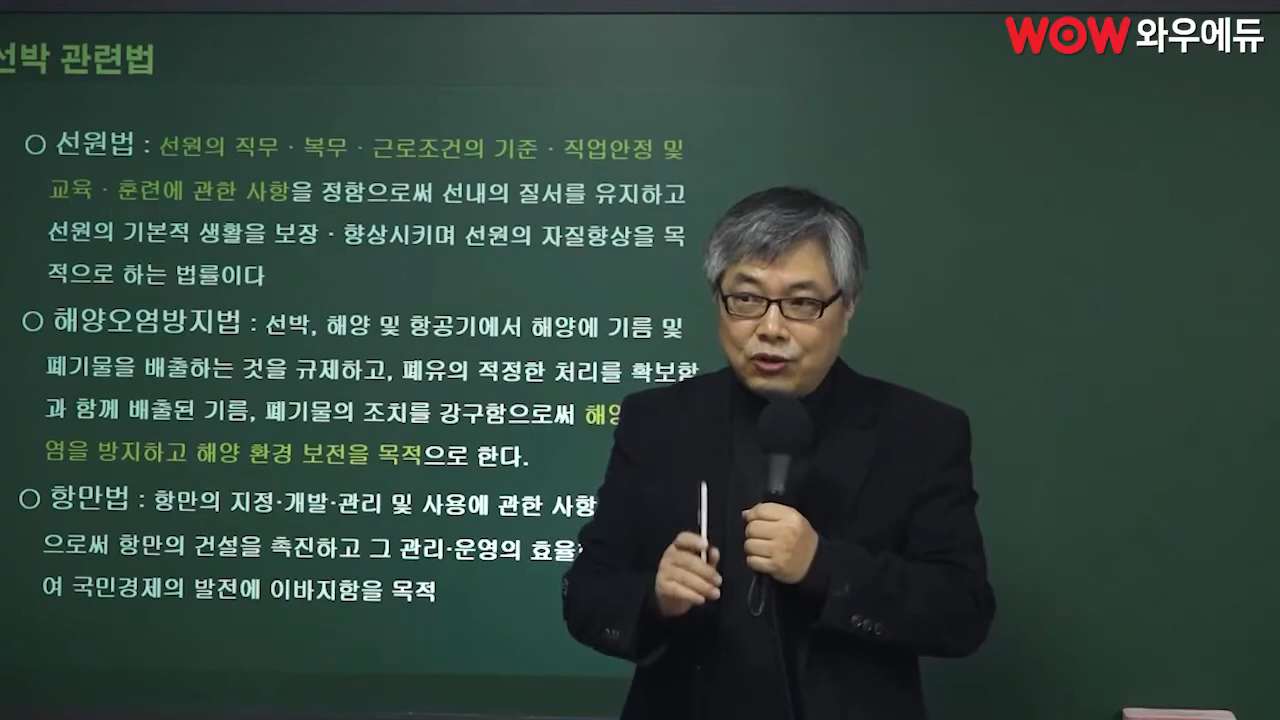 WOW 와우에듀
선박 관련법
○ 선원법 : 선원의 직무 · 복무 · 근로조건의 기준 · 직업안정 및
교육 · 훈련에 관한 사항을 정함으로써 선내의 질서를 유지하고
선원의 기본적 생활을 보장 · 향상시키며 선원의 자질향상을 목
적으로 하는 법률이다
○ 해양오염방지법 : 선박, 해양 및 항공기에서 해양에 기름 및
폐기물을 배출하는 것을 규제하고, 폐유의 적정한 처리를 확보함
과 함께 배출된 기름, 폐기물의 조치를 강구함으로써 해양
염을 방지하고 해양 환경 보전을 목적으로 한다.
○ 항만법 : 항만의 지정·개발·관리 및 사용에 관한 사항
으로써 항만의 건설을 촉진하고 그 관리·운영의 효율
여 국민경제의 발전에 이바지함을 목적